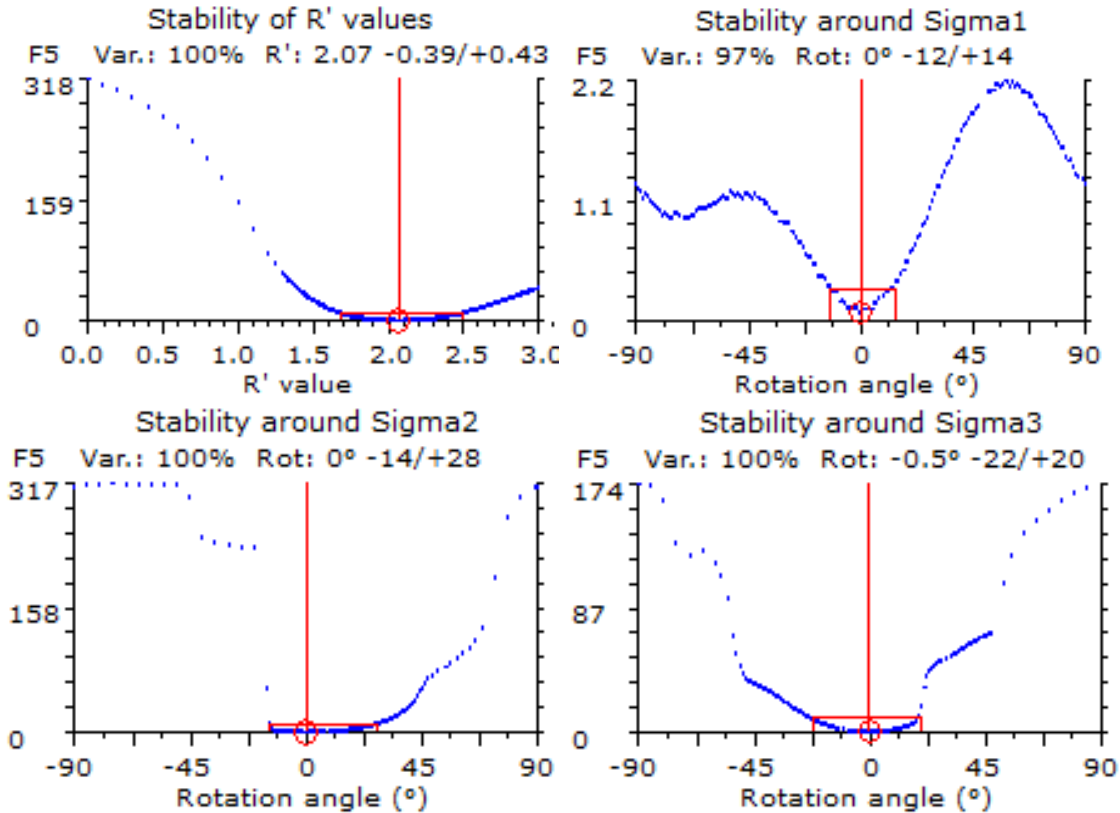 Stability of R' values
F5 Var.: 100% R': 2.07 -0.39/+0.43
318
159
0
0.0 0.5 1.0 1.5 2.0 2.5 3.0
R' value
Stability around Sigma1
F5 Var.: 97% Rot: 0° -12/+14
2.2
1.1
0
-90 -45 0 45 90
Rotation angle (°)
Stability around Sigma2
F5 Var.: 100% Rot: 0° -14/+28
317
158
0
-90 -45 0 45 90
Rotation angle (°)
Stability around Sigma3
F5 Var.: 100% Rot: -0.5° -22/+20
174
87
0
-90 -45 0 45 90
Rotation angle (°)